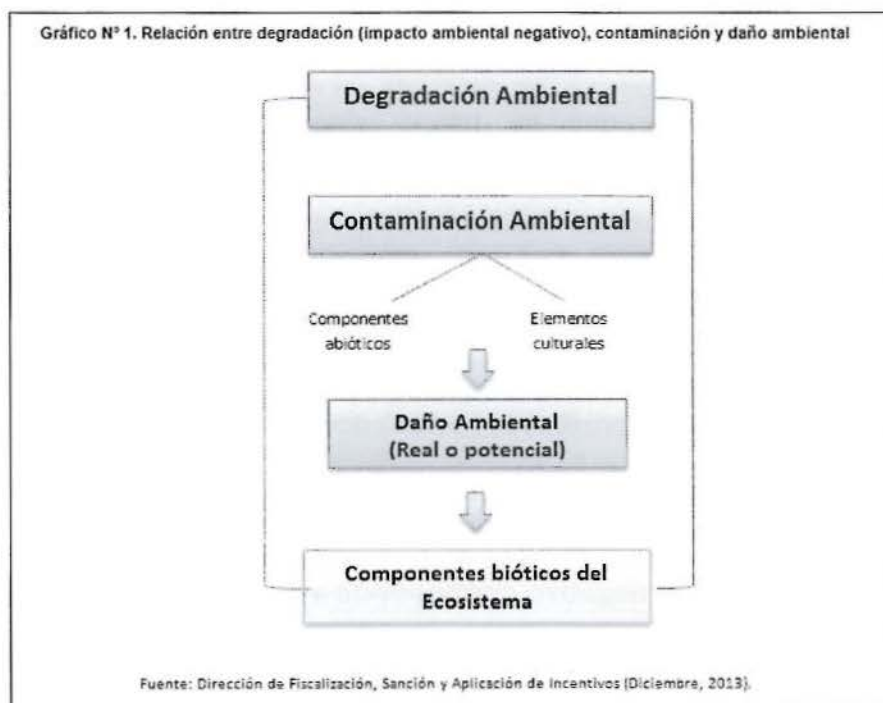 Gráfico N° 1. Relación entre degradación (impacto ambiental negativo), contaminación y daño ambiental
Degradación Ambiental
Contaminación Ambiental
Componentes
abióticos
Elementos
culturales
Daño Ambiental
(Real o potencial)
Componentes bióticos del
Ecosistema
Fuente: Dirección de Fiscalización, Sanción y Aplicación de Incentivos (Diciembre, 2013).